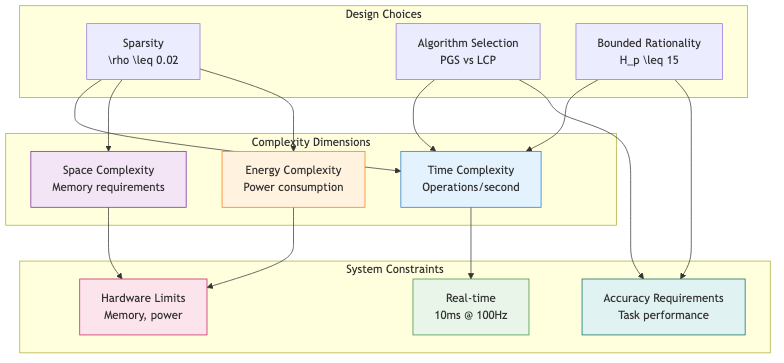 Design Choices
Sparsity
\rho \leq 0.02
Algorithm Selection
PGS vs LCP
Bounded Rationality
H_p \leq 15
Complexity Dimensions
Space Complexity
Memory requirements
Energy Complexity
Power consumption
Time Complexity
Operations/second
System Constraints
Hardware Limits
Memory, power
Real-time
10ms @ 100Hz
Accuracy Requirements
Task performance